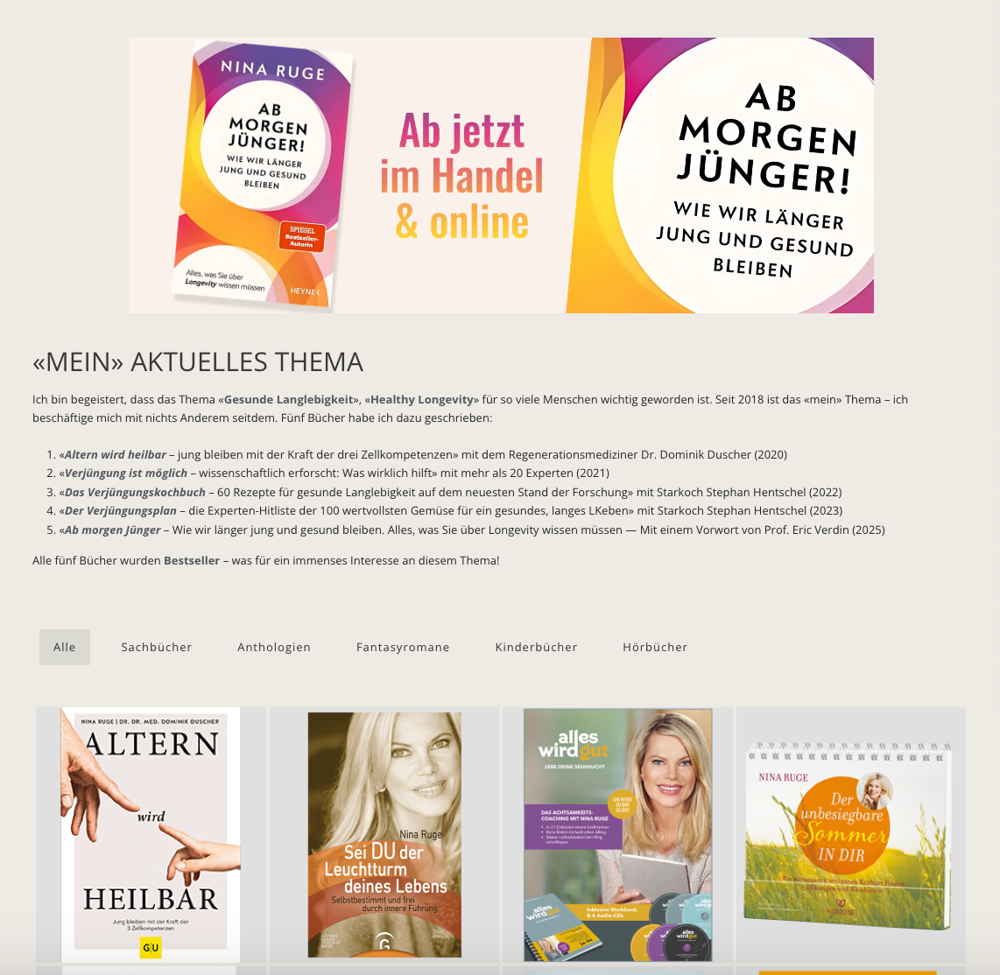 NINA RUGE
AB
MORGEN
JÜNGER!
WIE WIR LÄNGER
JUNG UND GESUND
BLEIBEN
SPIEGEL
Bestseller-
Autorin
Alles, was Sie über
Longevity wissen müssen
HEYNE <
Ab jetzt
im Handel
& online
AB
MORGEN
JÜNGER!
WIE WIR LÄNGER
JUNG UND GESUND
BLEIBEN
«MEIN» AKTUELLES THEMA
Ich bin begeistert, dass das Thema «Gesunde Langlebigkeit», «Healthy Longevity» für so viele Menschen wichtig geworden ist. Seit 2018 ist das «mein» Thema – ich
beschäftige mich mit nichts Anderem seitdem. Fünf Bücher habe ich dazu geschrieben:
1. «Altern wird heilbar – jung bleiben mit der Kraft der drei Zellkompetenzen» mit dem Regenerationsmediziner Dr. Dominik Duscher (2020)
2. «Verjüngung ist möglich – wissenschaftlich erforscht: Was wirklich hilft» mit mehr als 20 Experten (2021)
3. «Das Verjüngungskochbuch – 60 Rezepte für gesunde Langlebigkeit auf dem neuesten Stand der Forschung» mit Starkoch Stephan Hentschel (2022)
4. «Der Verjüngungsplan – die Experten-Hitliste der 100 wertvollsten Gemüse für ein gesundes, langes LKeben» mit Starkoch Stephan Hentschel (2023)
5. «Ab morgen Jünger – Wie wir länger jung und gesund bleiben. Alles, was Sie über Longevity wissen müssen — Mit einem Vorwort von Prof. Eric Verdin (2025)
Alle fünf Bücher wurden Bestseller – was für ein immenses Interesse an diesem Thema!
Alle Sachbücher Anthologien Fantasyromane Kinderbücher Hörbücher
NINA RUGE | DR. DR. MED. DOMINIK DUSCHER
ALTERN
wird
HEILBAR
Jung bleiben mit der Kraft der
3 Zellkompetenzen
GU
Nina Ruge
Sei DU der
Leuchtturm
deines Lebens
Selbstbestimmt und frei
durch innere Führung
alles
wird gut
LEBE DEINE SEHNSUCHT
DIE REISE
ZU DIR
SELBST
DAS ACHTSAMKEITS-
COACHING MIT NINA RUGE
Inklusive Workbook
& 6 Audio-CDs
NINA RUGE
Der
unbesiegbare
Sommer
IN DIR
kailash